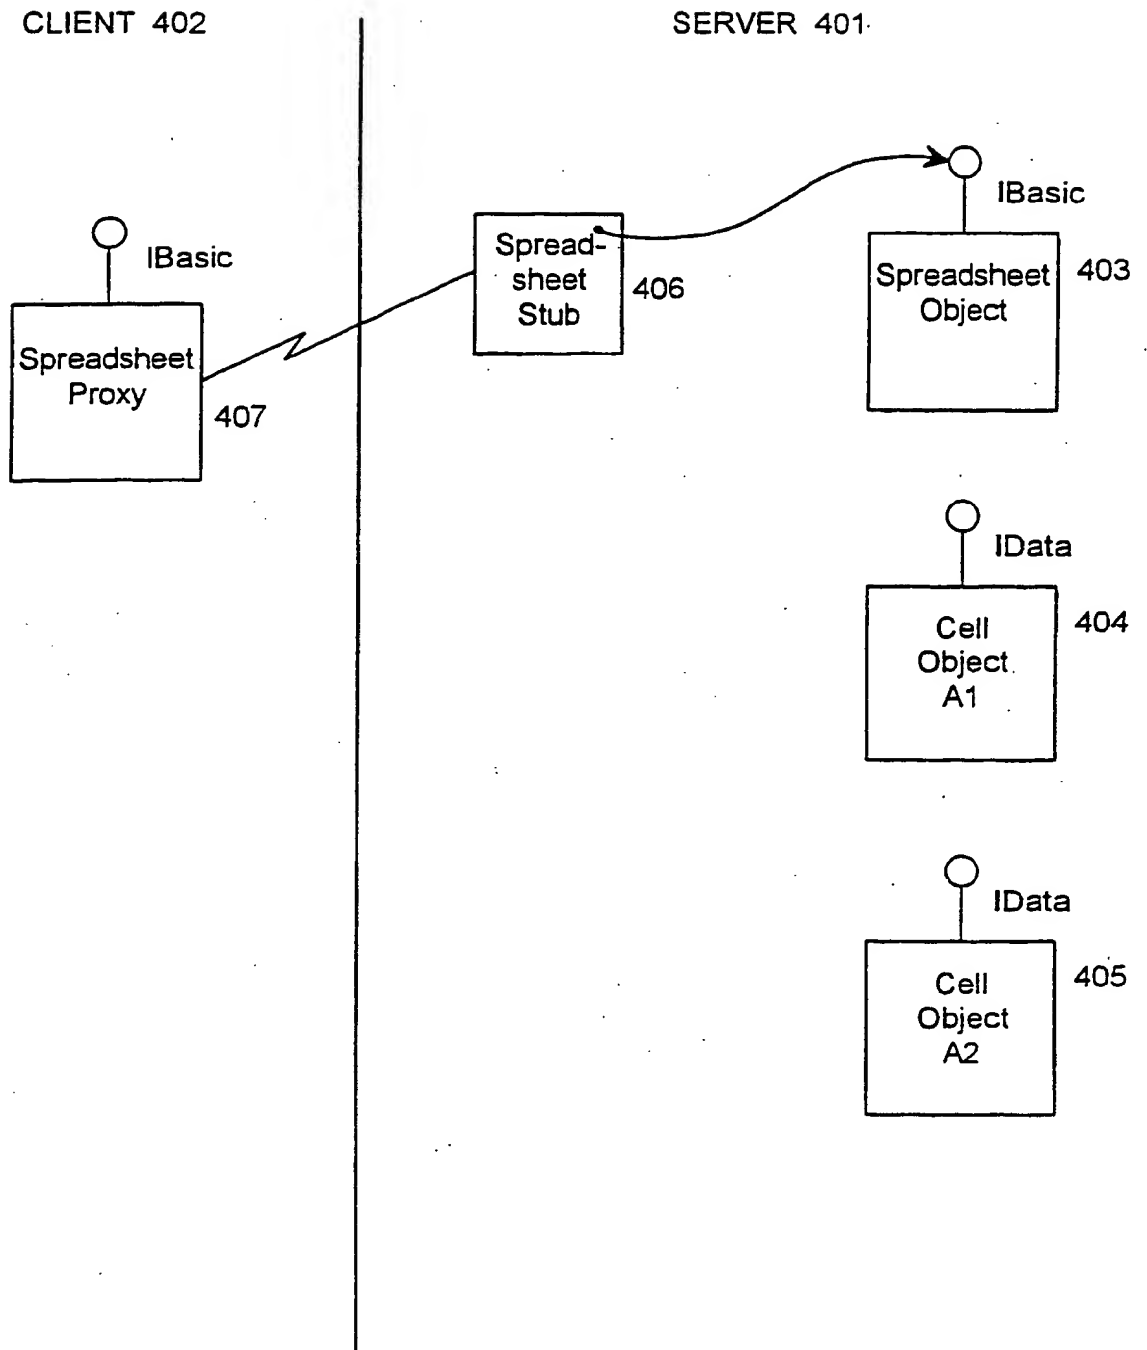 CLIENT 402
SERVER 401
IBasic
Spreadsheet
Proxy
407
Spread-
sheet
Stub
406
IBasic
Spreadsheet
Object
403
IData
Cell
Object
A1
404
IData
Cell
Object
A2
405